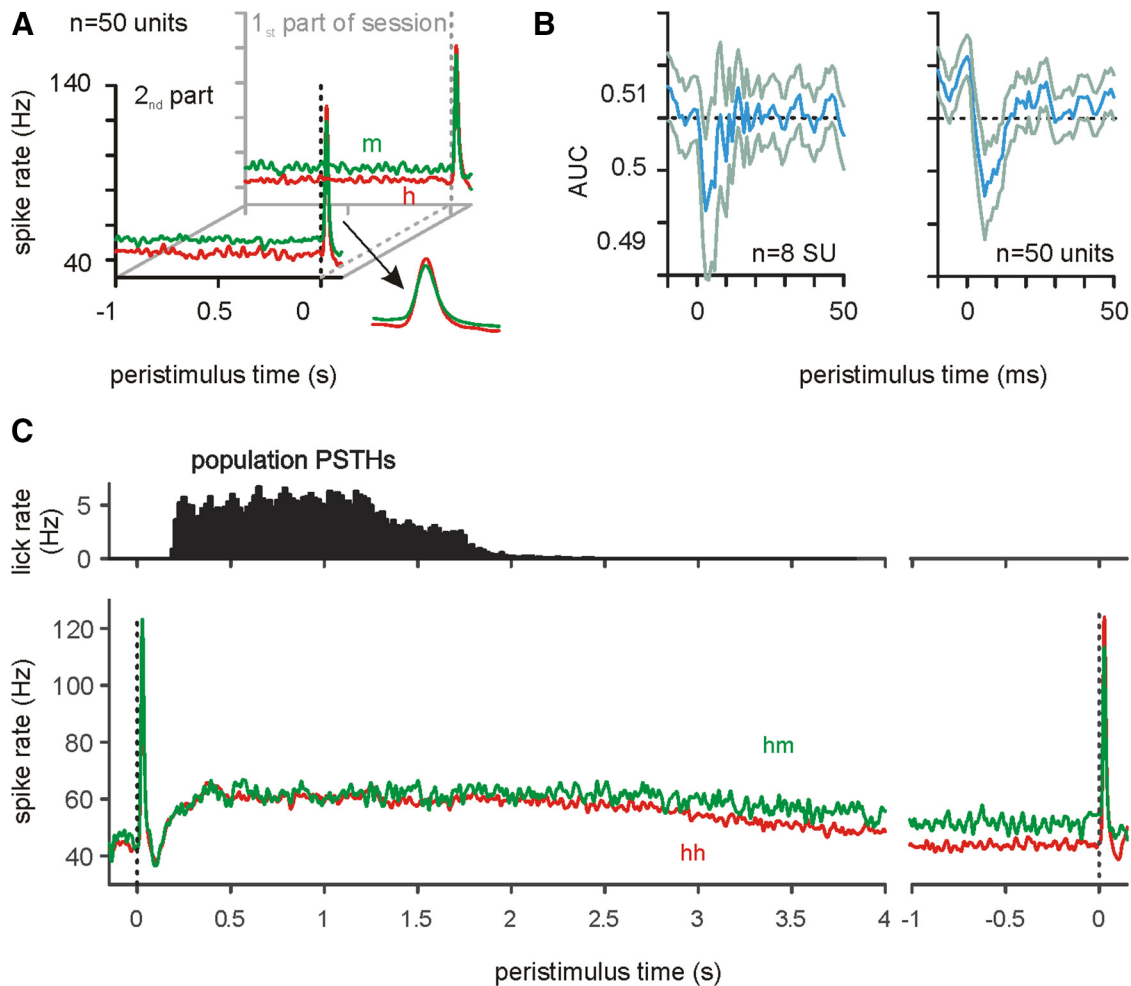 A
n=50 units
1st part of session
140
2nd part
spike rate (Hz)
m
h
40
-1
0.5
0
peristimulus time (s)
B
0.51
0.5
0.49
AUC
n=8 SU
n=50 units
0
50
0
50
peristimulus time (ms)
C
population PSTHs
lick rate
(Hz)
5
0
spike rate (Hz)
120
100
80
60
40
hm
hh
0
0.5
1
1.5
2
2.5
3
3.5
4
-1
-0.5
0
peristimulus time (s)